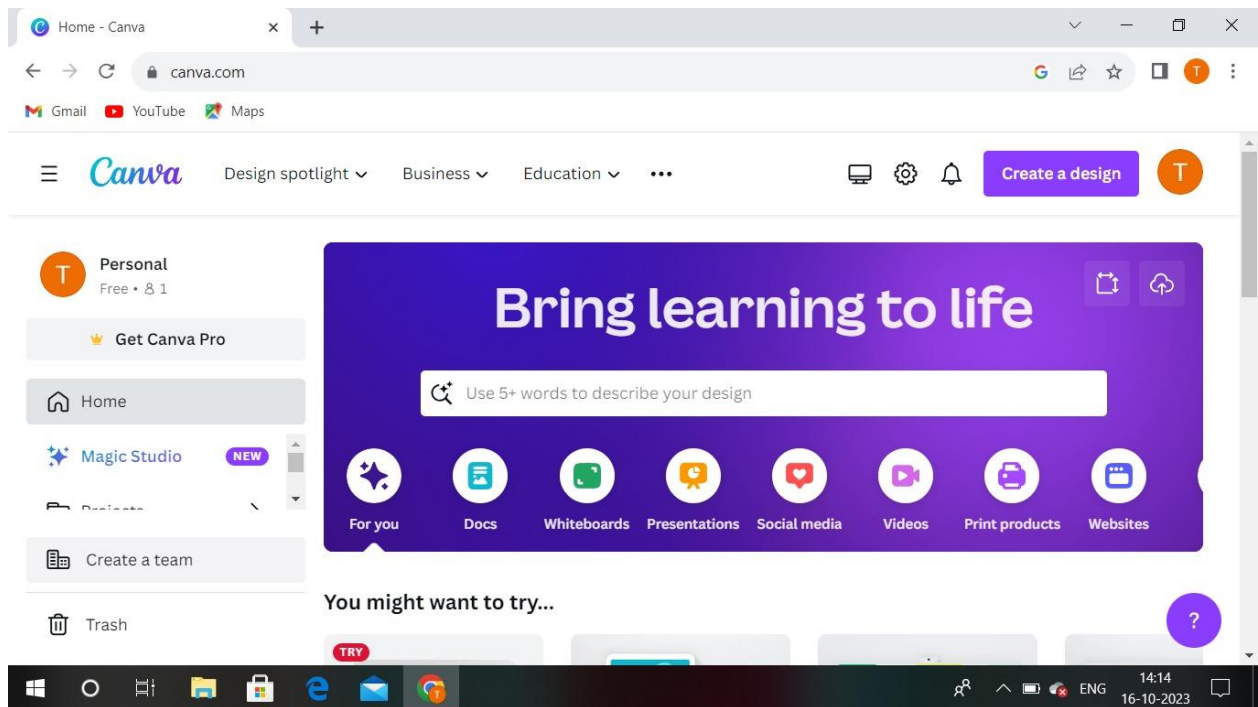 Home - Canva
canva.com
Gmail YouTube Maps
Canva Design spotlight Business Education ••• Create a design T
T Personal
Free • 1
Get Canva Pro
Home
Magic Studio NEW
Projects
Create a team
Trash
Bring learning to life
Use 5+ words to describe your design
For you Docs Whiteboards Presentations Social media Videos Print products Websites
You might want to try...
TRY
?
ENG 14:14
16-10-2023